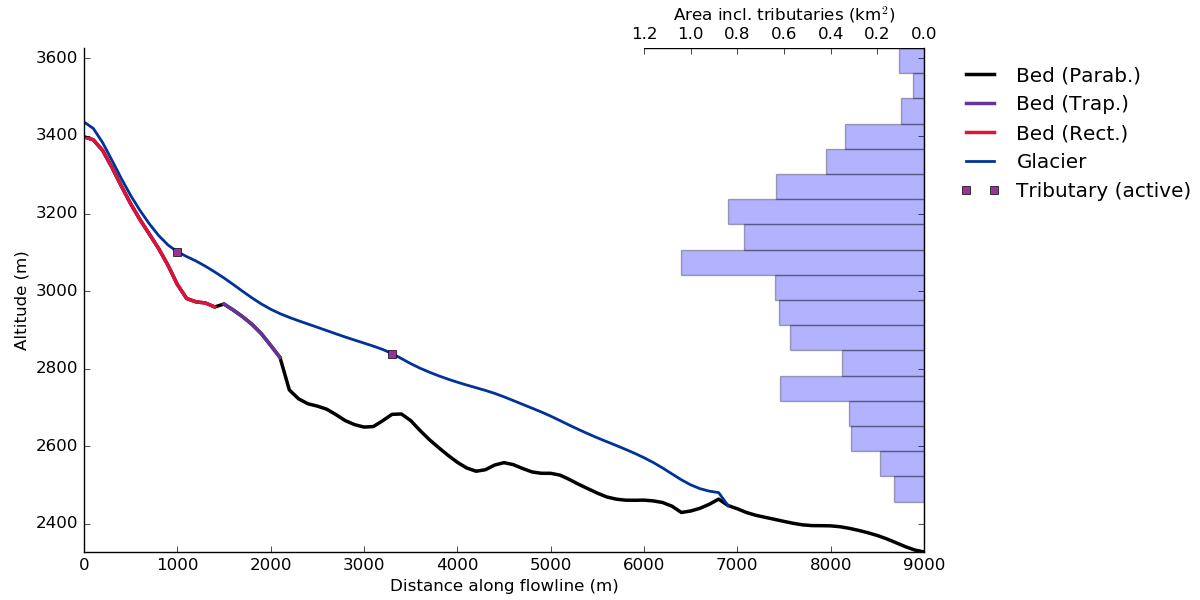 Area incl. tributaries (km²)
1.2 1.0 0.8 0.6 0.4 0.2 0.0
3600
3400
3200
3000
2800
2600
2400
Altitude (m)
0 1000 2000 3000 4000 5000 6000 7000 8000 9000
Distance along flowline (m)
Bed (Parab.)
Bed (Trap.)
Bed (Rect.)
Glacier
Tributary (active)